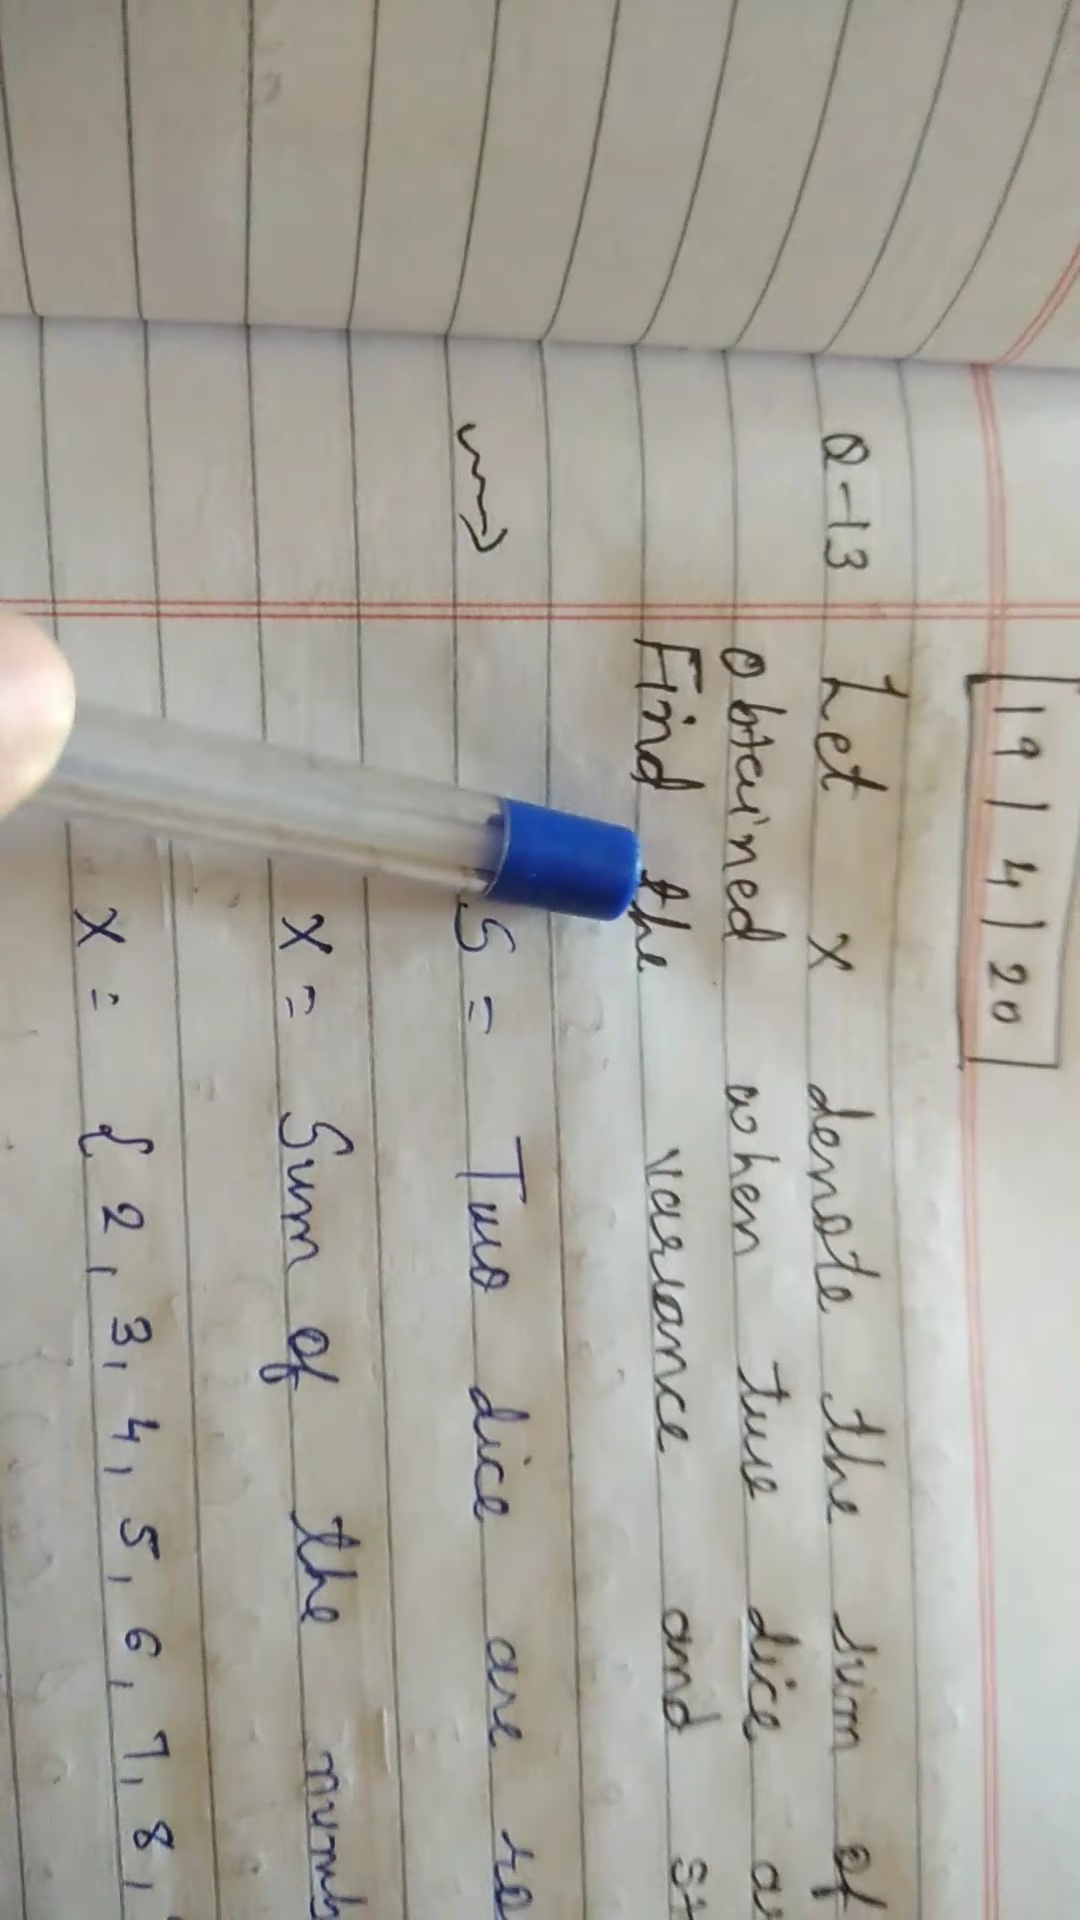 19/4/20
Q-13 Let x denote the sum of
obtained when two dice
Find the variance and
S = Two dice are
X = Sum of the
X = {2, 3, 4, 5, 6, 7, 8,